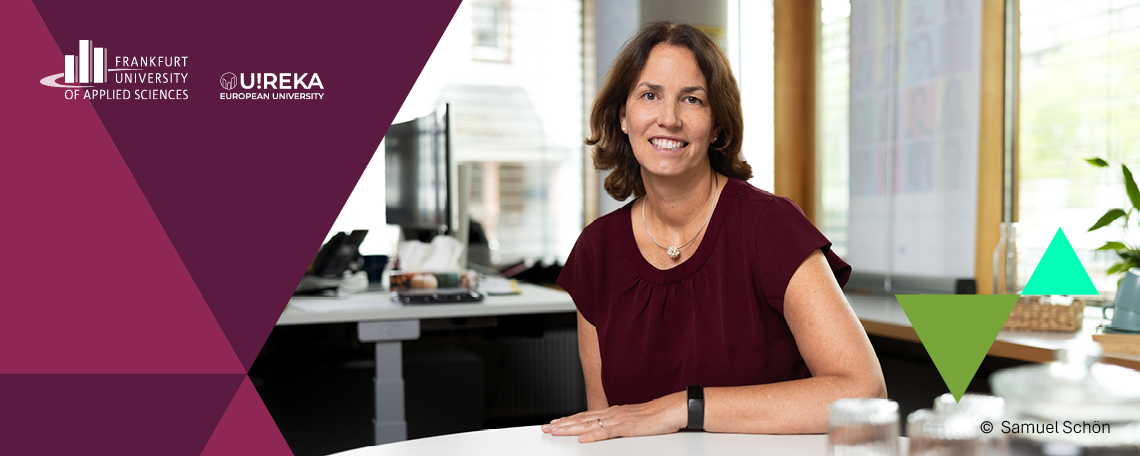 FRANKFURT
UNIVERSITY
OF APPLIED SCIENCES
U!REKA
EUROPEAN UNIVERSITY
© Samuel Schön